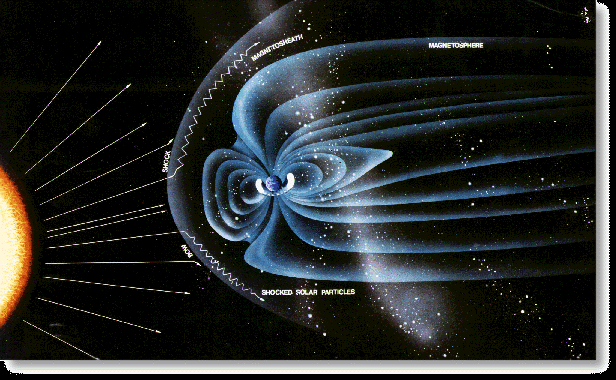 MAGNETOSHEATH
MAGNETOSPHERE
SHOCK
BOW
SHOCKED SOLAR PARTICLES